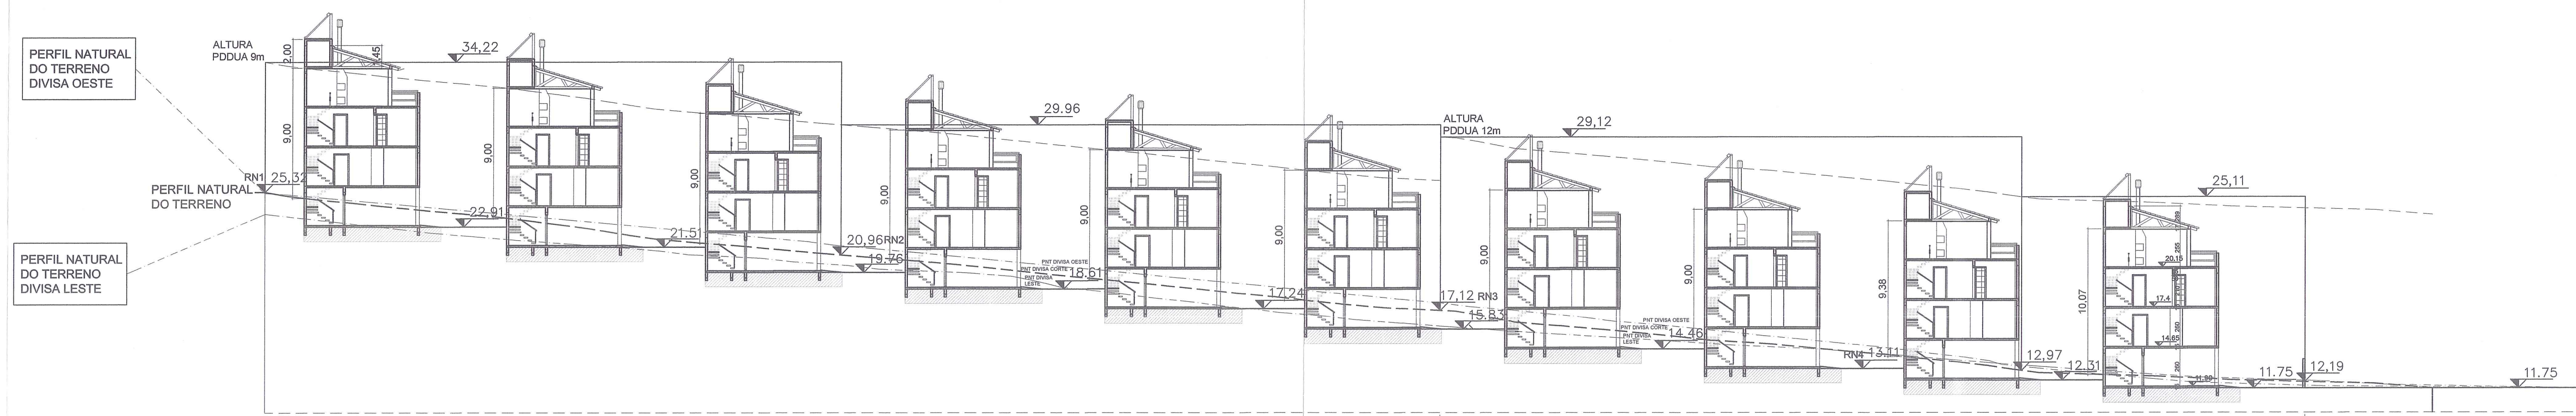 PERFIL NATURAL
DO TERRENO
DIVISA OESTE
ALTURA
PDDUA 9m
2,00
45
34,22
9,00
9,00
9,00
9,00
9,00
9,00
29.96
ALTURA
PDDUA 12m
29,12
25,11
RN1 25,32
PERFIL NATURAL
DO TERRENO
22,91
21.51
20,96 RN2
19.76
PNT DIVISA OESTE
PNT DIVISA CORTE
PNT DIVISA
LESTE
18.61
17,24
17,12 RN3
15.83
9,00
9,00
9,38
10,07
PNT DIVISA OESTE
PNT DIVISA CORTE
PNT DIVISA
LESTE
14.46
RN4 13.11
12,97
12.31
269
265
20,15
17.4
260
14,65
260
11.75
12,19
11.75
PERFIL NATURAL
DO TERRENO
DIVISA LESTE